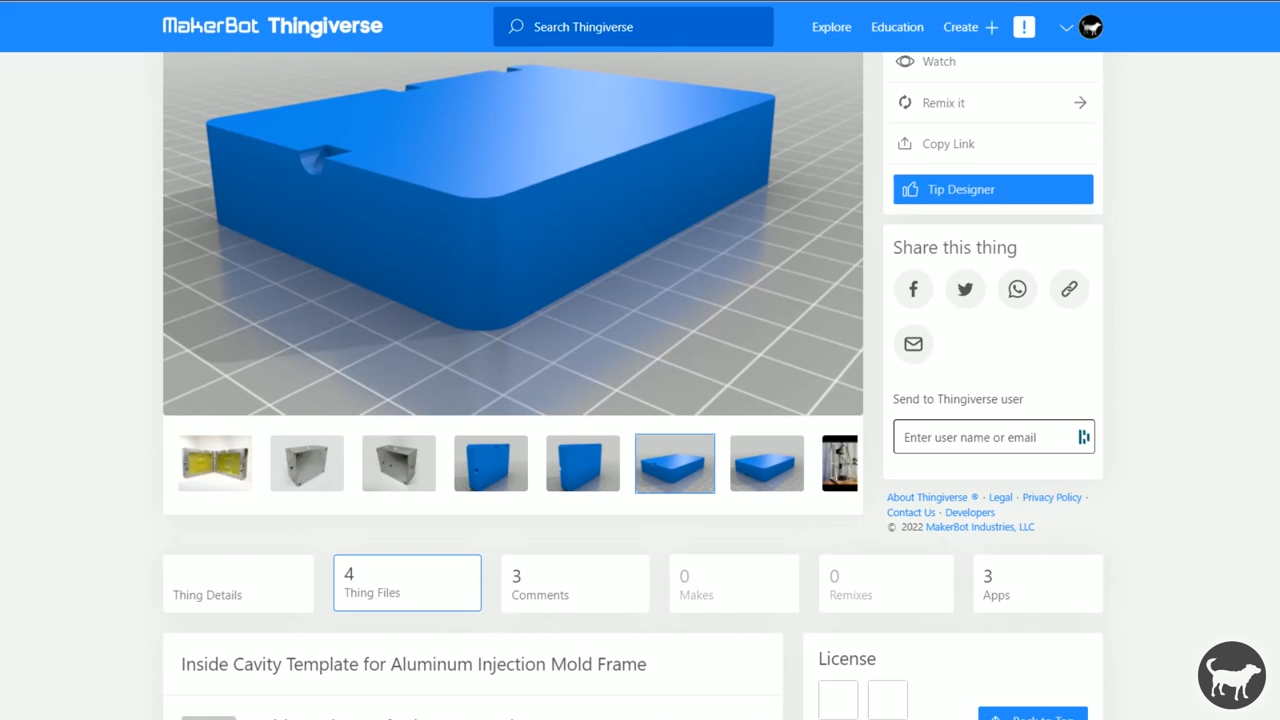 MakerBot Thingiverse
Search Thingiverse
Explore
Education
Create
Watch
Remix it
Copy Link
Tip Designer
Share this thing
Send to Thingiverse user
Enter user name or email
About Thingiverse ® · Legal · Privacy Policy ·
Contact Us · Developers
© 2022 MakerBot Industries, LLC
Thing Details
4
Thing Files
3
Comments
0
Makes
0
Remixes
3
Apps
Inside Cavity Template for Aluminum Injection Mold Frame
License